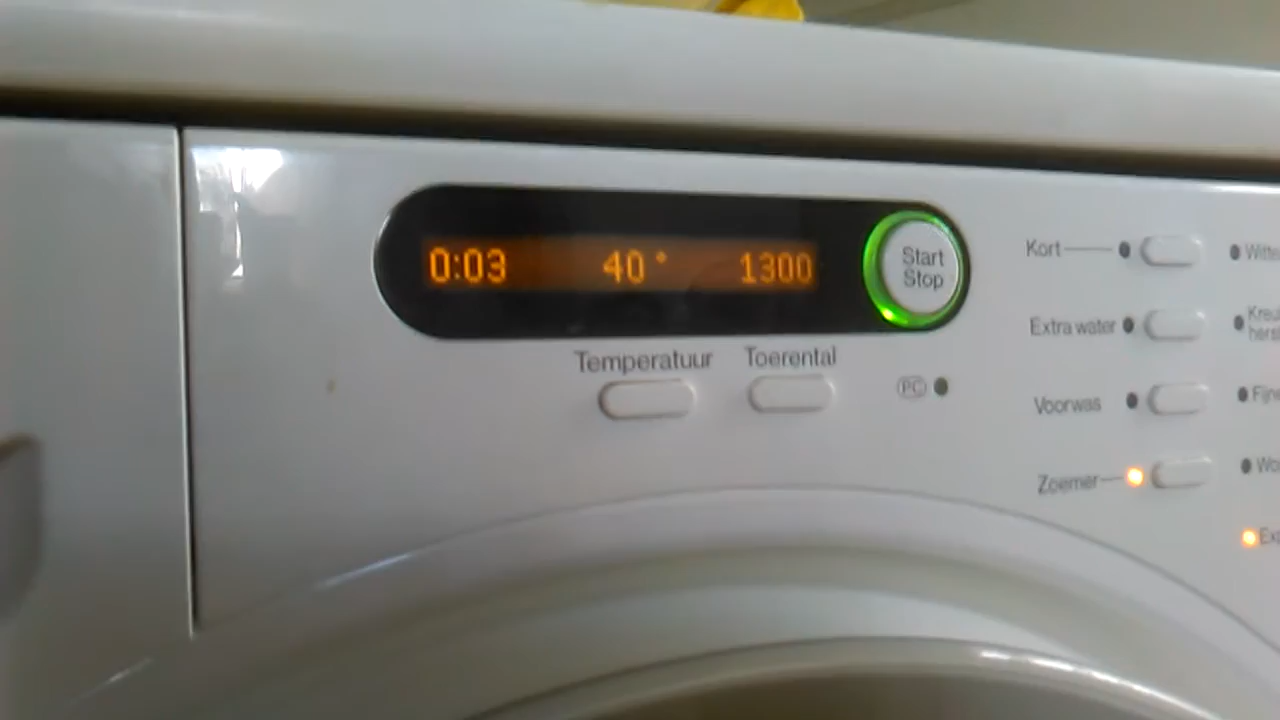 0:03 40° 1300
Start
Stop
Temperatuur
Toerental
PC
Kort
Extra water
Voorwas
Zoemer